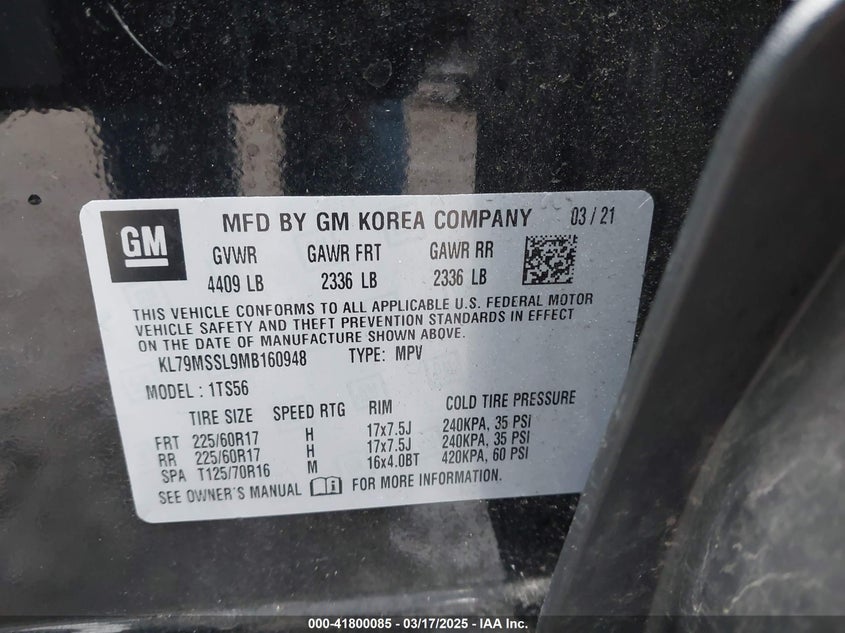 GM
MFD BY GM KOREA COMPANY 03/21
GVWR GAWR FRT GAWR RR
4409 LB 2336 LB 2336 LB
THIS VEHICLE CONFORMS TO ALL APPLICABLE U.S. FEDERAL MOTOR
VEHICLE SAFETY AND THEFT PREVENTION STANDARDS IN EFFECT
ON THE DATE OF MANUFACTURE SHOWN ABOVE.
KL79MSSL9MB160948 TYPE: MPV
MODEL: 1TS56
TIRE SIZE SPEED RTG RIM COLD TIRE PRESSURE
FRT 225/60R17 H 17x7.5J 240KPA, 35 PSI
RR 225/60R17 H 17x7.5J 240KPA, 35 PSI
SPA T125/70R16 M 16x4.0BT 420KPA, 60 PSI
SEE OWNER'S MANUAL FOR MORE INFORMATION.
000-41800085 - 03/17/2025 - IAA Inc.